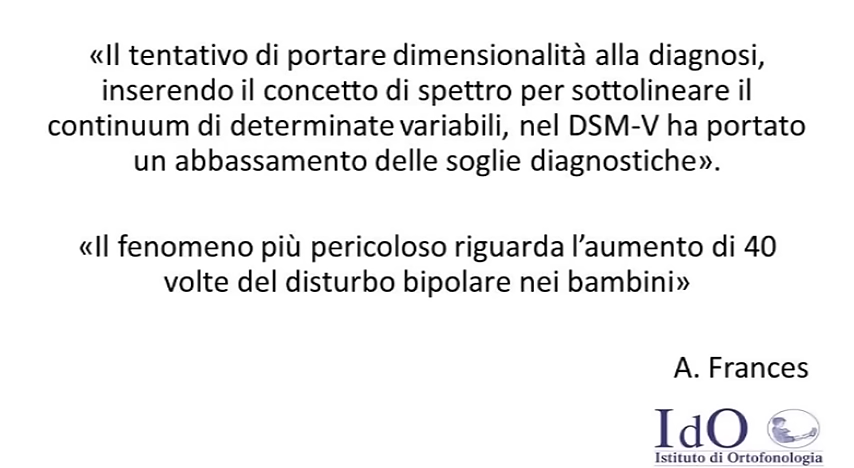 «Il tentativo di portare dimensionalità alla diagnosi,
inserendo il concetto di spettro per sottolineare il
continuum di determinate variabili, nel DSM-V ha portato
un abbassamento delle soglie diagnostiche».
«Il fenomeno più pericoloso riguarda l’aumento di 40
volte del disturbo bipolare nei bambini»
A. Frances
IdO
Istituto di Ortofonologia